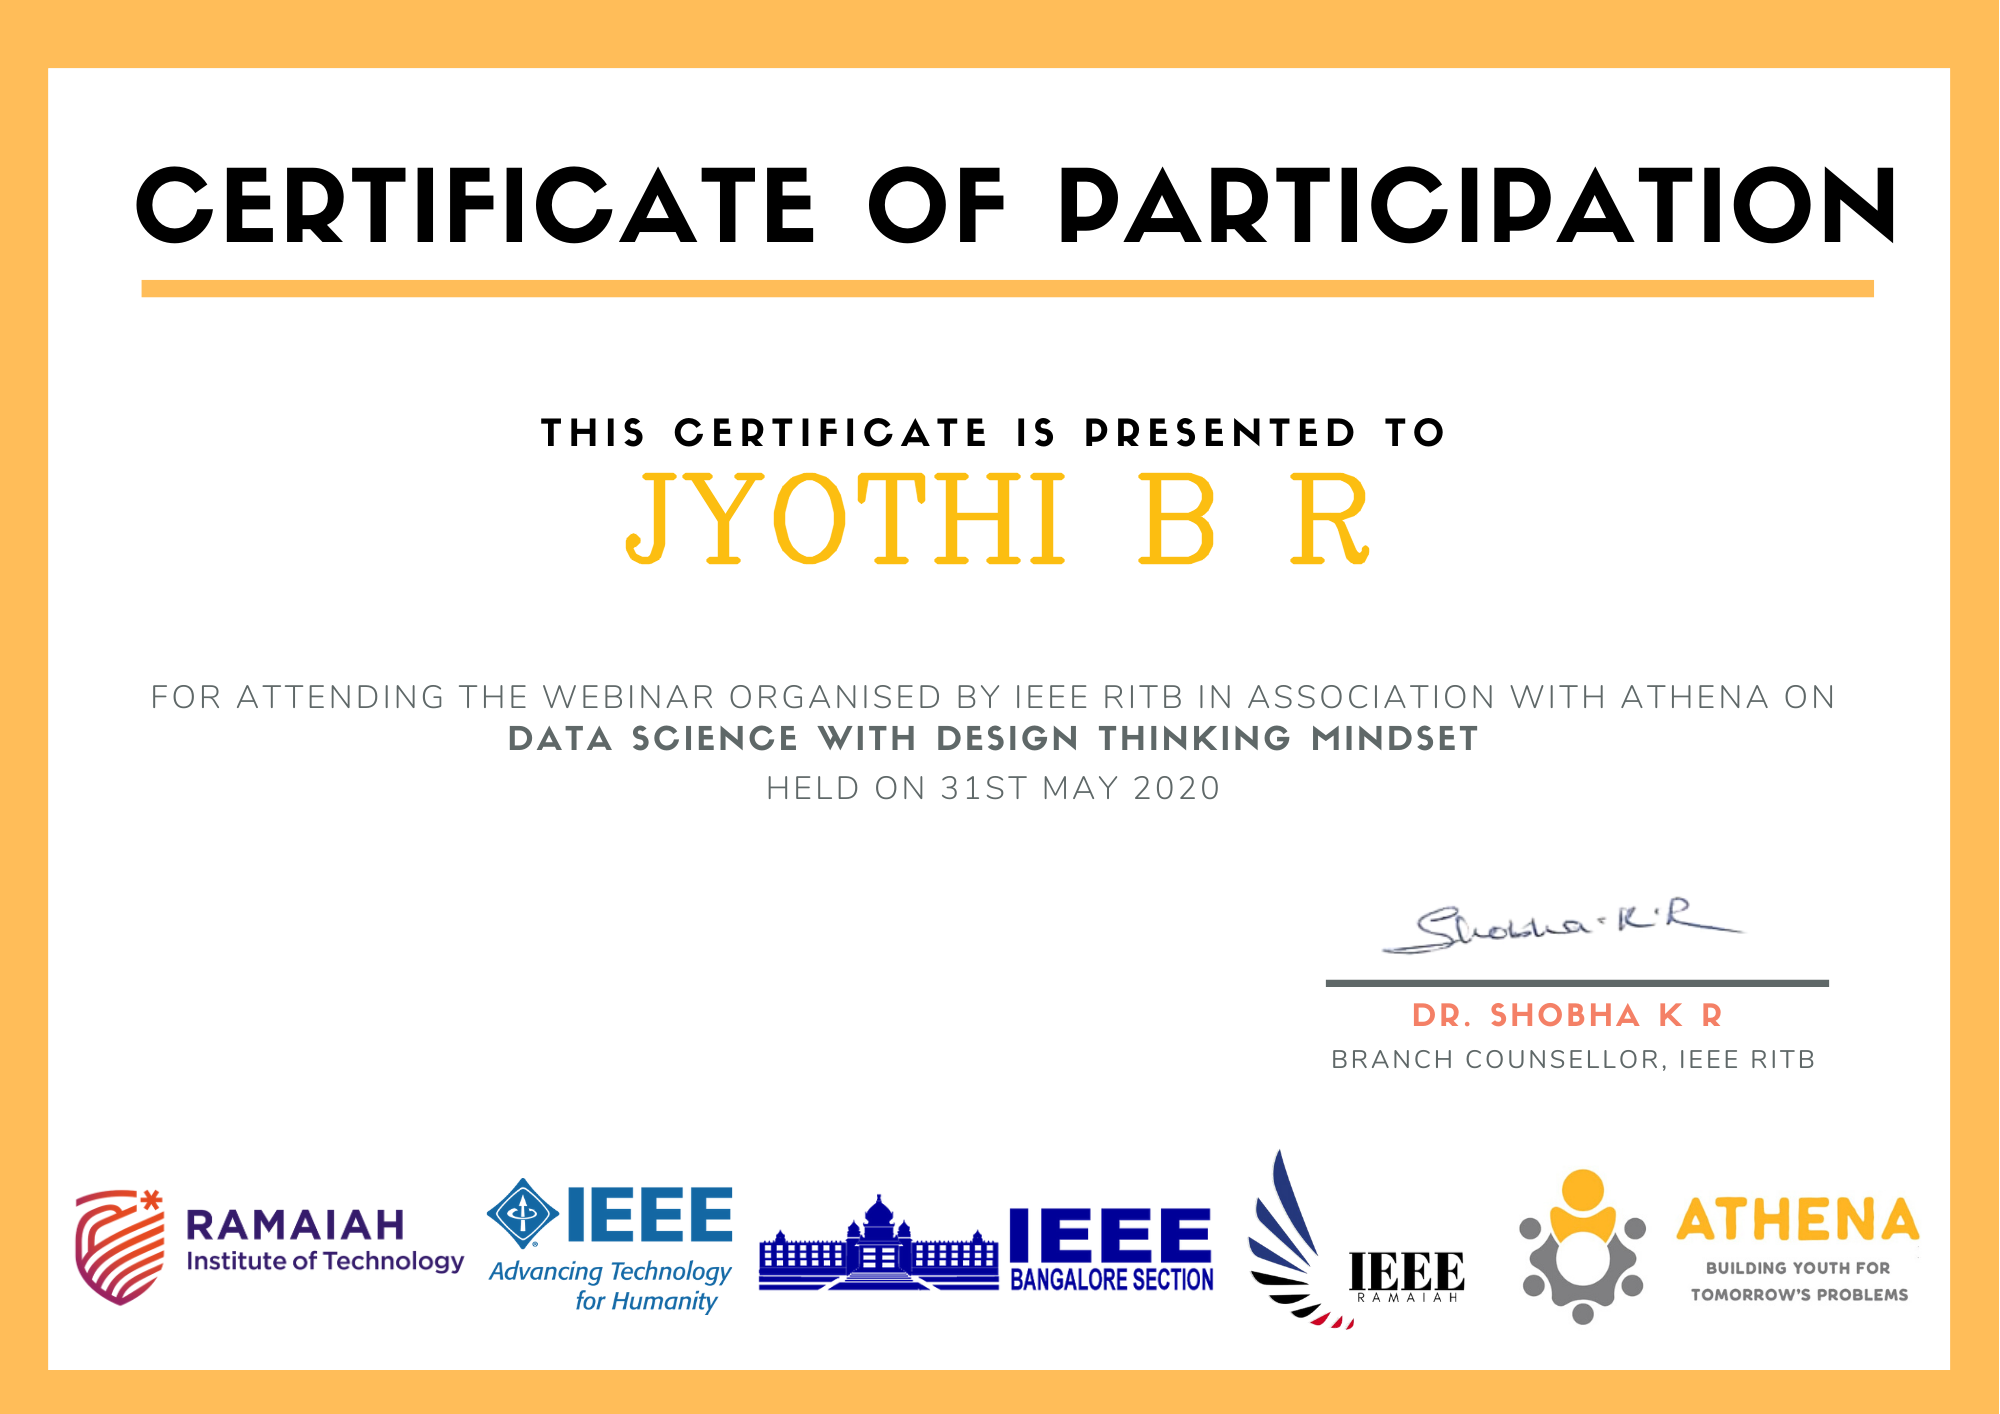 CERTIFICATE OF PARTICIPATION
THIS CERTIFICATE IS PRESENTED TO
JYOTHI B R
FOR ATTENDING THE WEBINAR ORGANISED BY IEEE RITB IN ASSOCIATION WITH ATHENA ON
DATA SCIENCE WITH DESIGN THINKING MINDSET
HELD ON 31ST MAY 2020
Shobha K.R
DR. SHOBHA K R
BRANCH COUNSELLOR, IEEE RITB
RAMAIAH
Institute of Technology
IEEE
Advancing Technology
for Humanity
IEEE
BANGALORE SECTION
IEEE
RAMAIAH
ATHENA
BUILDING YOUTH FOR
TOMORROW'S PROBLEMS